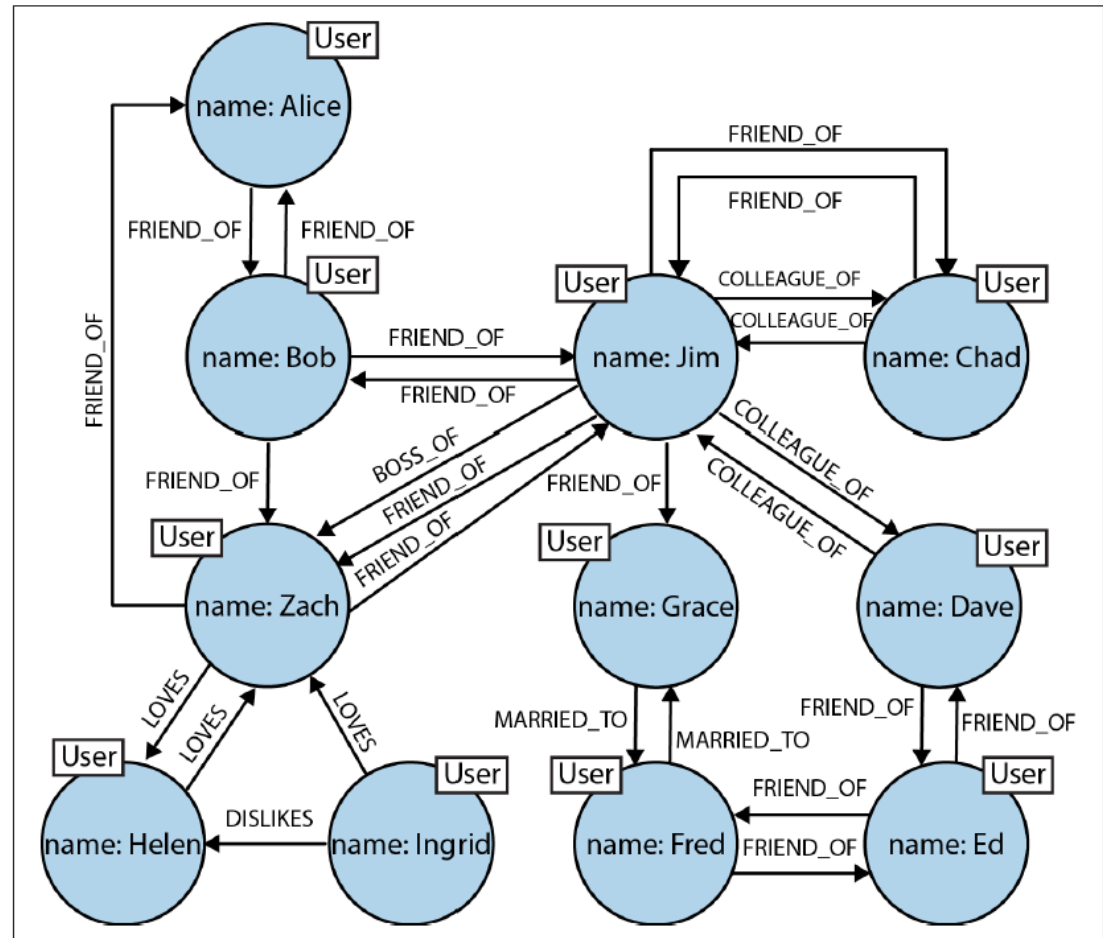 User
name: Alice
FRIEND_OF
FRIEND_OF
FRIEND_OF
FRIEND_OF
FRIEND_OF
User
User
User
COLLEAGUE_OF
COLLEAGUE_OF
FRIEND_OF
name: Bob
FRIEND_OF
name: Jim
name: Chad
FRIEND_OF
BOSS_OF
FRIEND_OF
FRIEND_OF
FRIEND_OF
FRIEND_OF
COLLEAGUE_OF
COLLEAGUE_OF
User
User
User
name: Zach
name: Grace
name: Dave
LOVES
LOVES
LOVES
MARRIED_TO
MARRIED_TO
FRIEND_OF
FRIEND_OF
User
User
User
User
DISLIKES
FRIEND_OF
name: Helen
name: Ingrid
name: Fred
FRIEND_OF
name: Ed